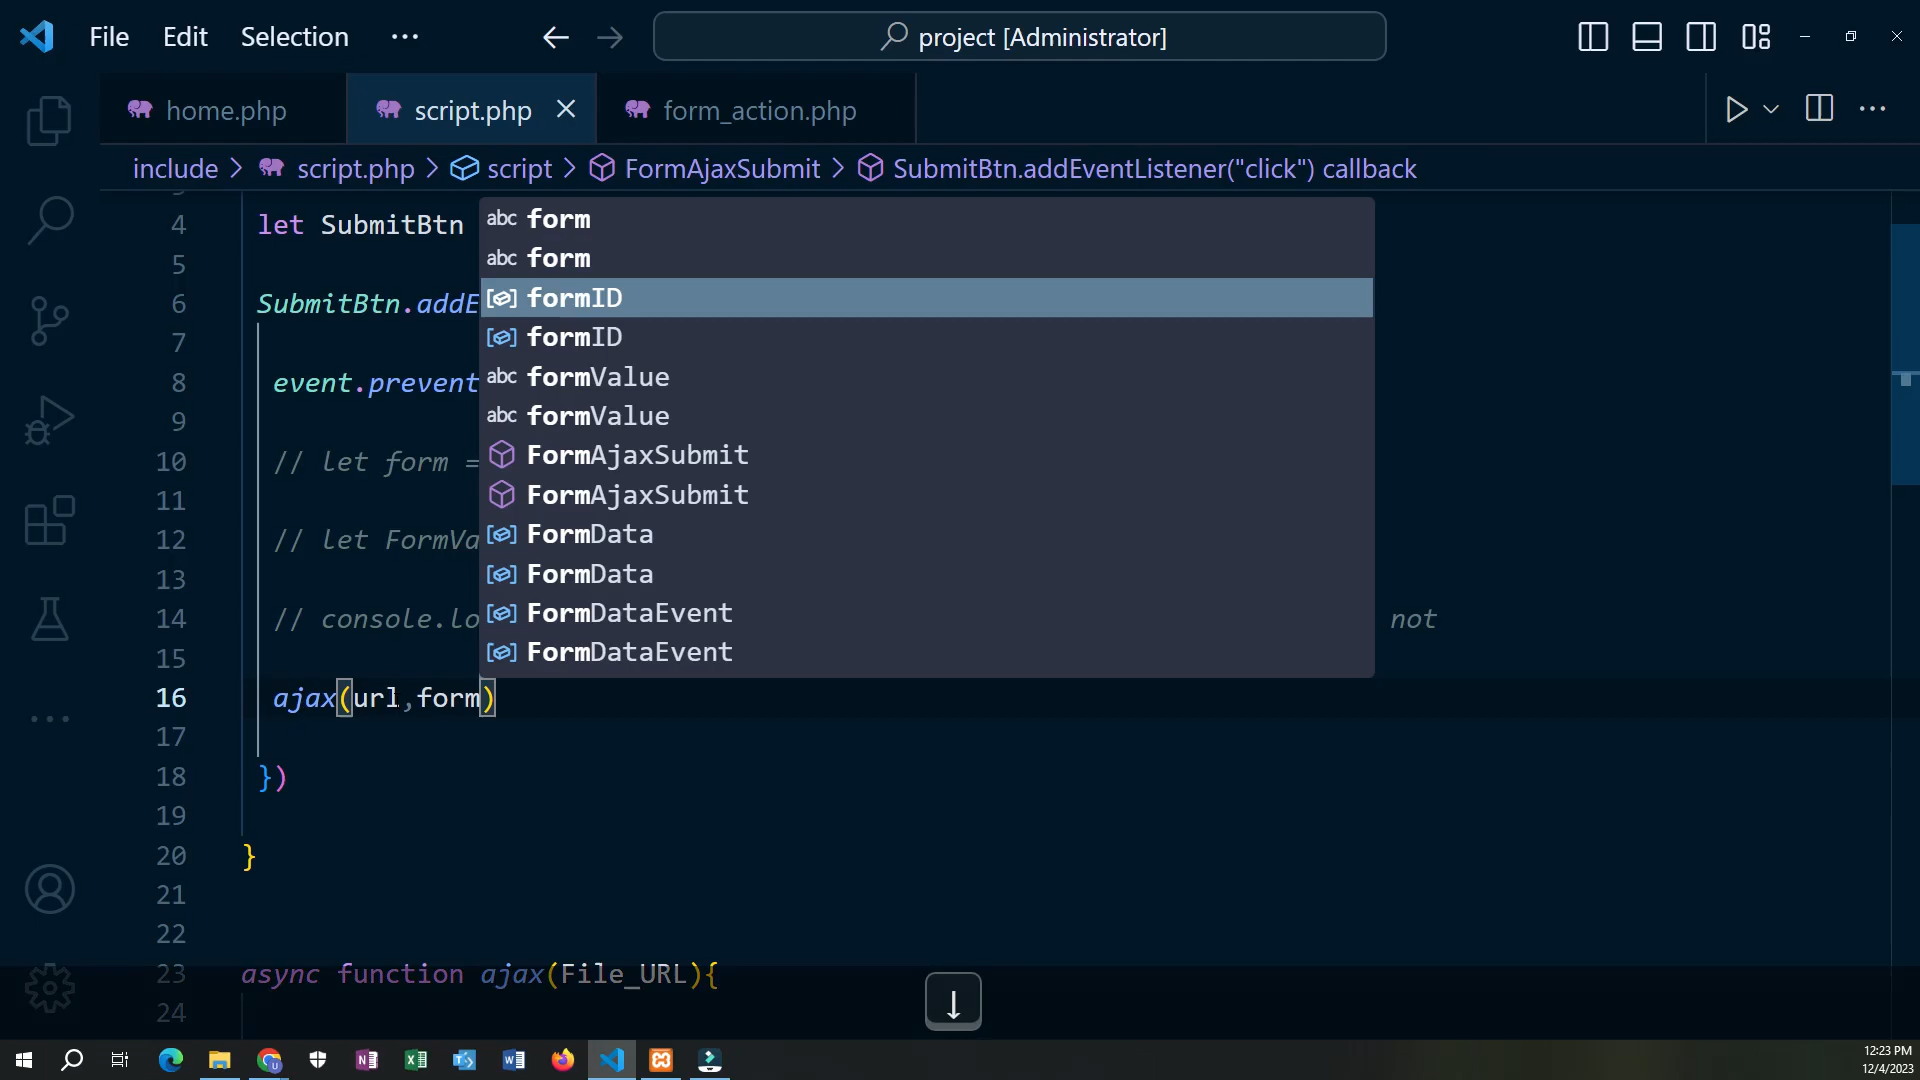 File Edit Selection ··· project [Administrator]
home.php script.php form_action.php
include > script.php > script > FormAjaxSubmit > SubmitBtn.addEventListener("click") callback
4 let SubmitBtn
form
5
form
6 SubmitBtn.addE
formID
7
formID
8 event.prevent
formValue
9
formValue
10 // let form =
FormAjaxSubmit
11
FormAjaxSubmit
12 // let FormVa
FormData
13
FormData
14 // console.lo not
FormDataEvent
15
FormDataEvent
16 ajax(url,form)
17
18 })
19
20 }
21
22
23 async function ajax(File_URL){
24
↓
12:23 PM
12/4/2023